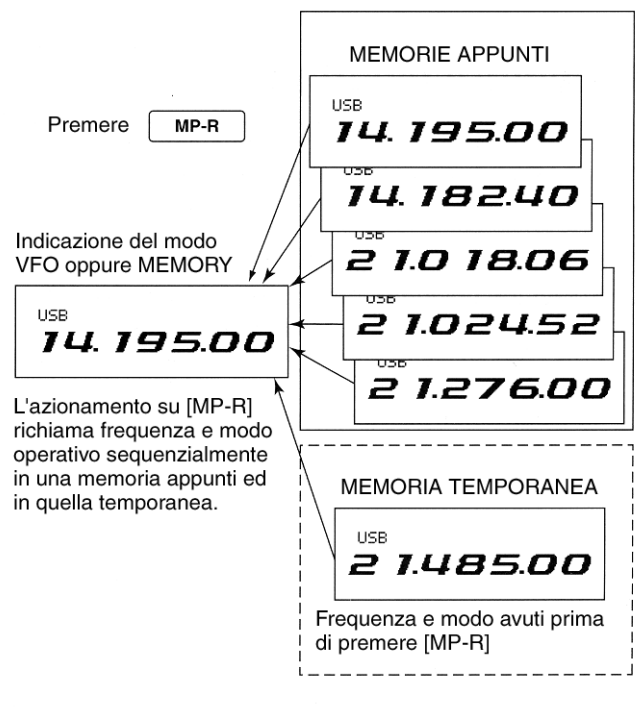 MEMORIE APPUNTI
Premere MP-R
USB
14.195.00
USB
14.182.40
USB
21.018.06
USB
21.024.52
USB
21.276.00
Indicazione del modo
VFO oppure MEMORY
USB
14.195.00
L'azionamento su [MP-R]
richiama frequenza e modo
operativo sequenzialmente
in una memoria appunti ed
in quella temporanea.
MEMORIA TEMPORANEA
USB
21.485.00
Frequenza e modo avuti prima
di premere [MP-R]